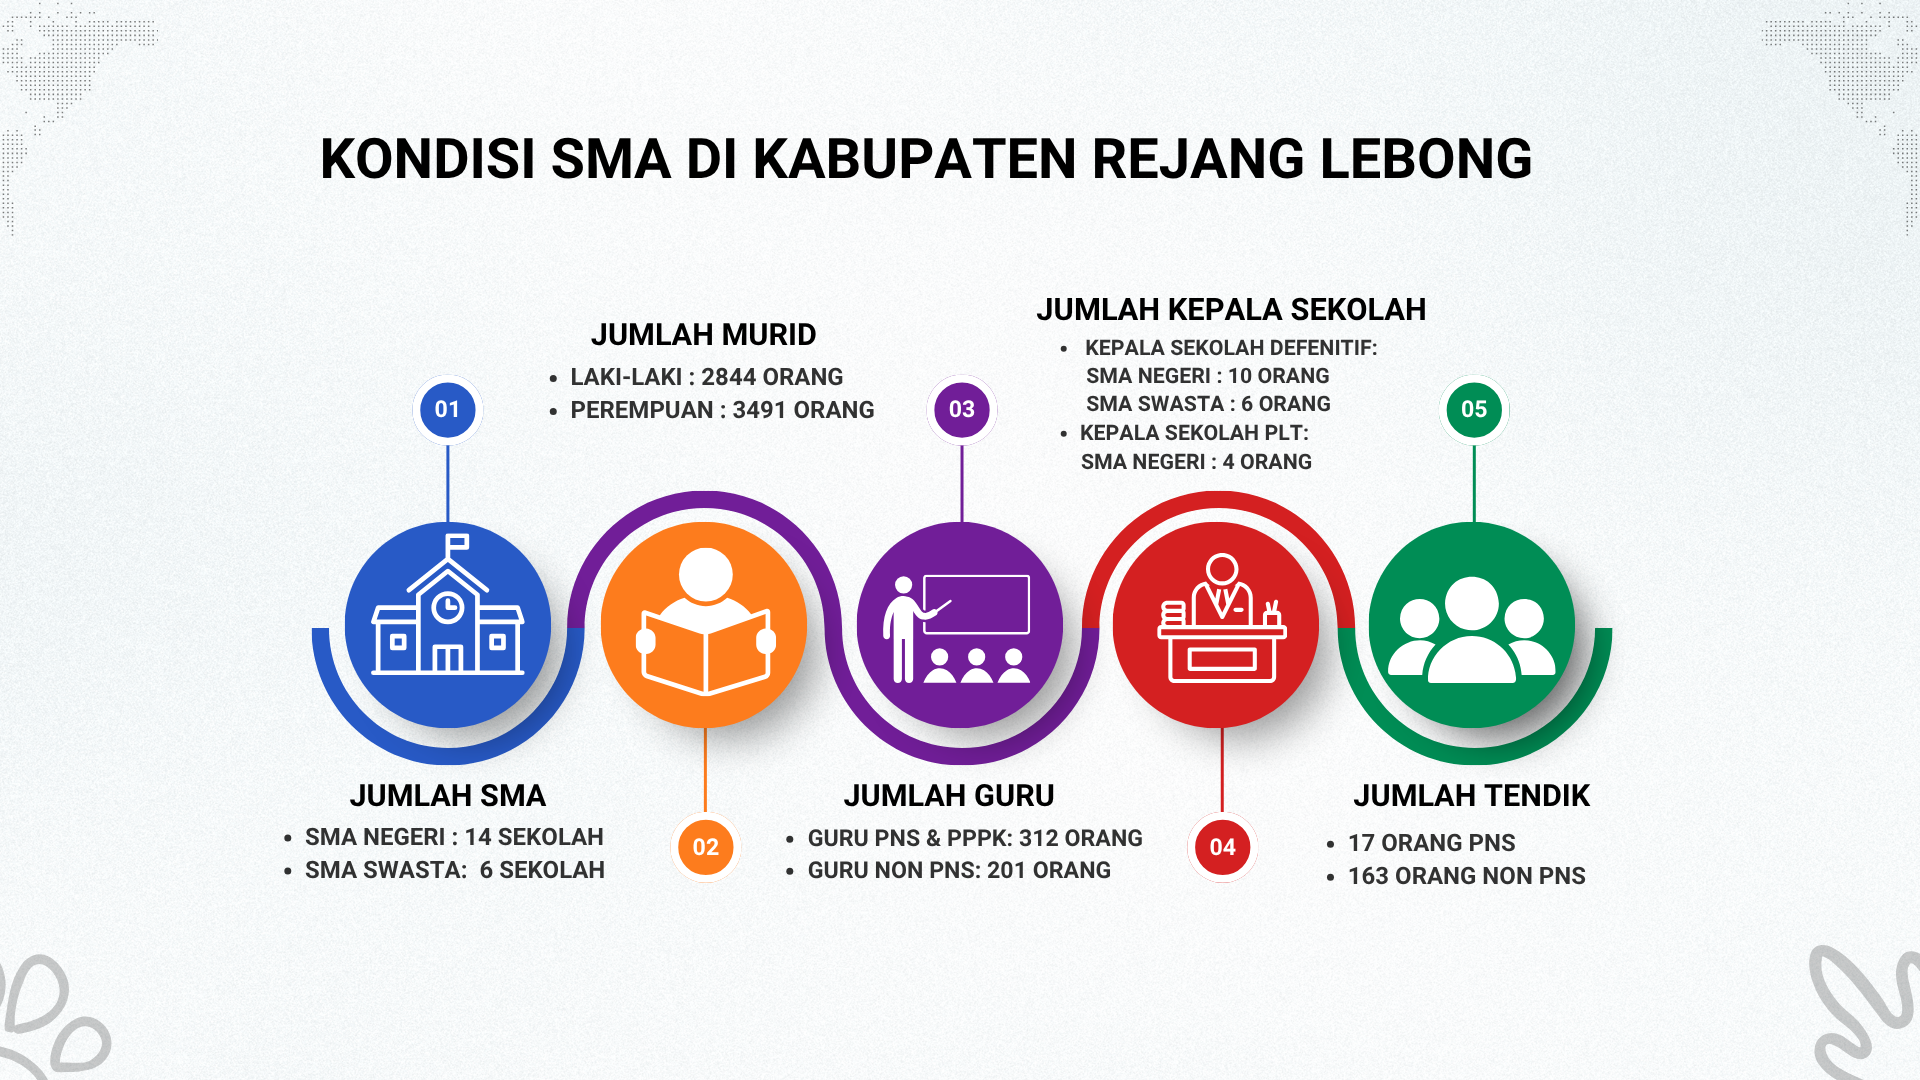 KONDISI SMA DI KABUPATEN REJANG LEBONG
01
JUMLAH SMA
• SMA NEGERI : 14 SEKOLAH
• SMA SWASTA:  6 SEKOLAH
JUMLAH MURID
• LAKI-LAKI : 2844 ORANG
• PEREMPUAN : 3491 ORANG
02
03
JUMLAH GURU
• GURU PNS & PPPK: 312 ORANG
• GURU NON PNS: 201 ORANG
JUMLAH KEPALA SEKOLAH
• KEPALA SEKOLAH DEFENITIF:
SMA NEGERI : 10 ORANG
SMA SWASTA : 6 ORANG
• KEPALA SEKOLAH PLT:
SMA NEGERI : 4 ORANG
04
05
JUMLAH TENDIK
• 17 ORANG PNS
• 163 ORANG NON PNS